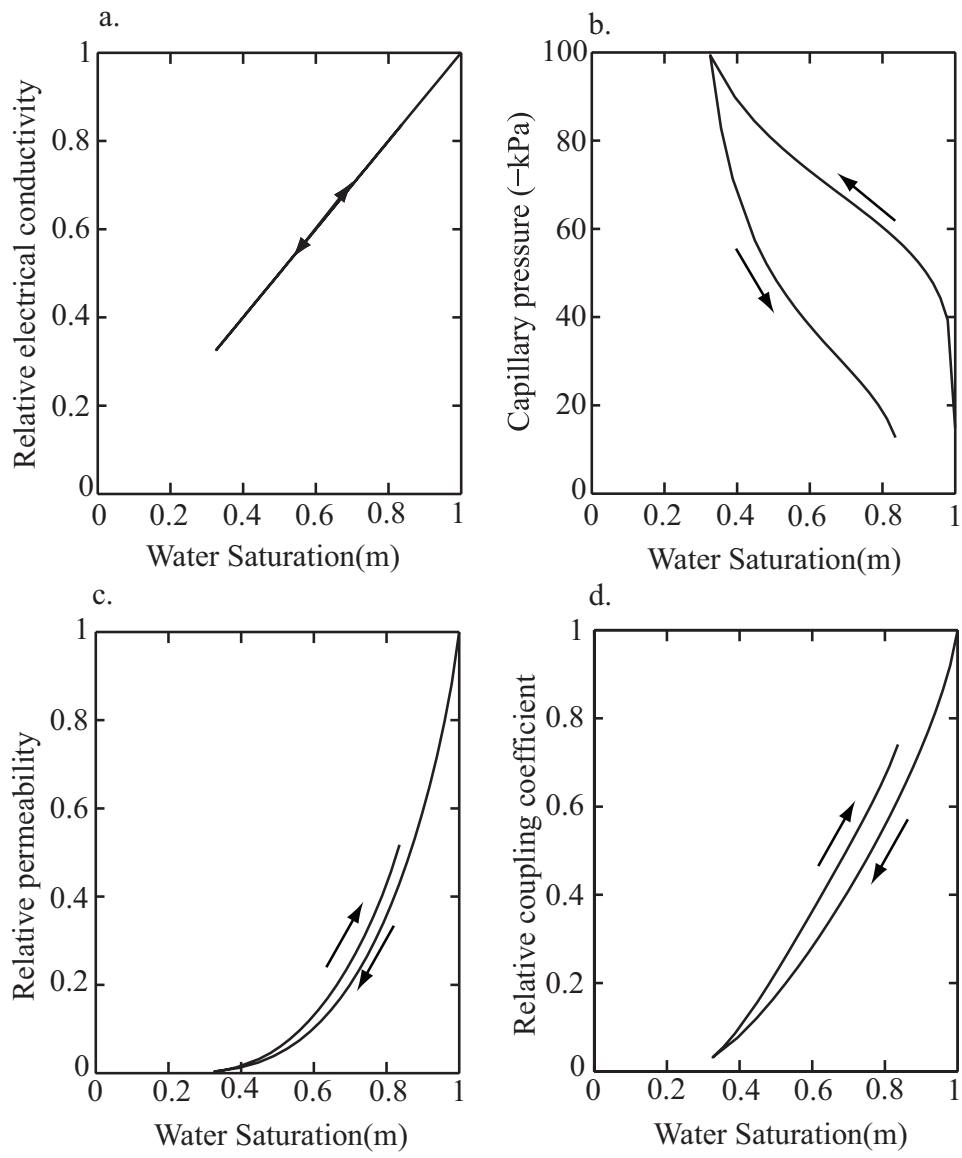 a.
1
0.8
0.6
0.4
0.2
0
0 0.2 0.4 0.6 0.8 1
Relative electrical conductivity
Water Saturation(m)
b.
100
80
60
40
20
0
0 0.2 0.4 0.6 0.8 1
Capillary pressure (−kPa)
Water Saturation(m)
c.
1
0.8
0.6
0.4
0.2
0
0 0.2 0.4 0.6 0.8 1
Relative permeability
Water Saturation(m)
d.
1
0.8
0.6
0.4
0.2
0
0 0.2 0.4 0.6 0.8 1
Relative coupling coefficient
Water Saturation(m)